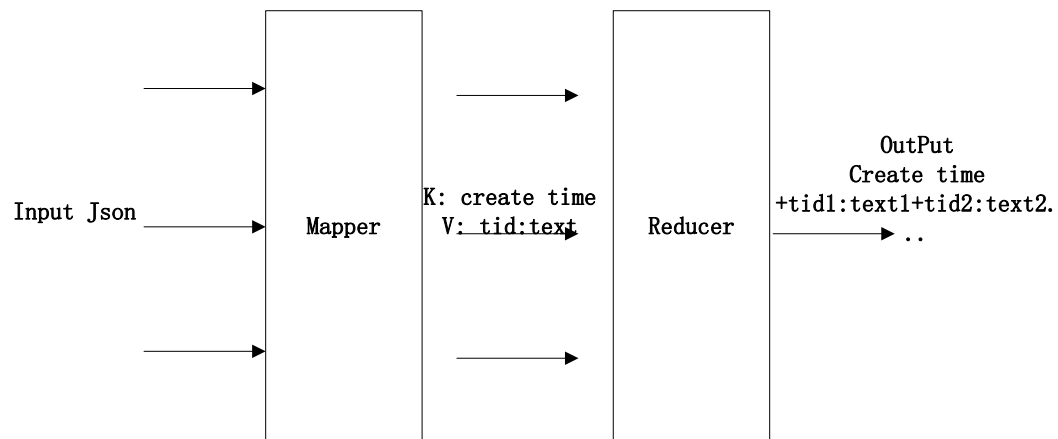 Input Json
Mapper
K: create time
V: tid:text
Reducer
OutPut
Create time
+tid1:text1+tid2:text2.
..